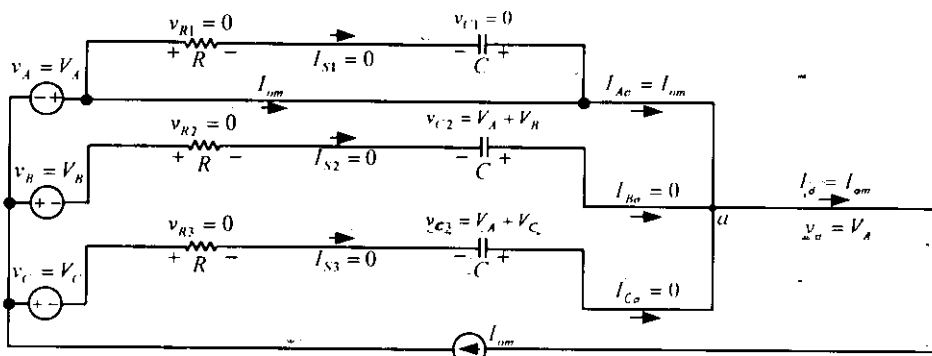 v_{R1} = 0
v_{C1} = 0
+ R −
I_{S1} = 0
− C +
v_A = V_A
− +
I_{om}
I_{Ao} = I_{om}
v_{R2} = 0
v_{C2} = V_A + V_B
+ R −
I_{S2} = 0
− C +
v_B = V_B
+ −
I_{Bo} = 0
I_o = I_{om}
a
v_a = V_A
v_{R3} = 0
v_{C3} = V_A + V_C
+ R −
I_{S3} = 0
− C +
v_C = V_C
+ −
I_{Co} = 0
I_{om}